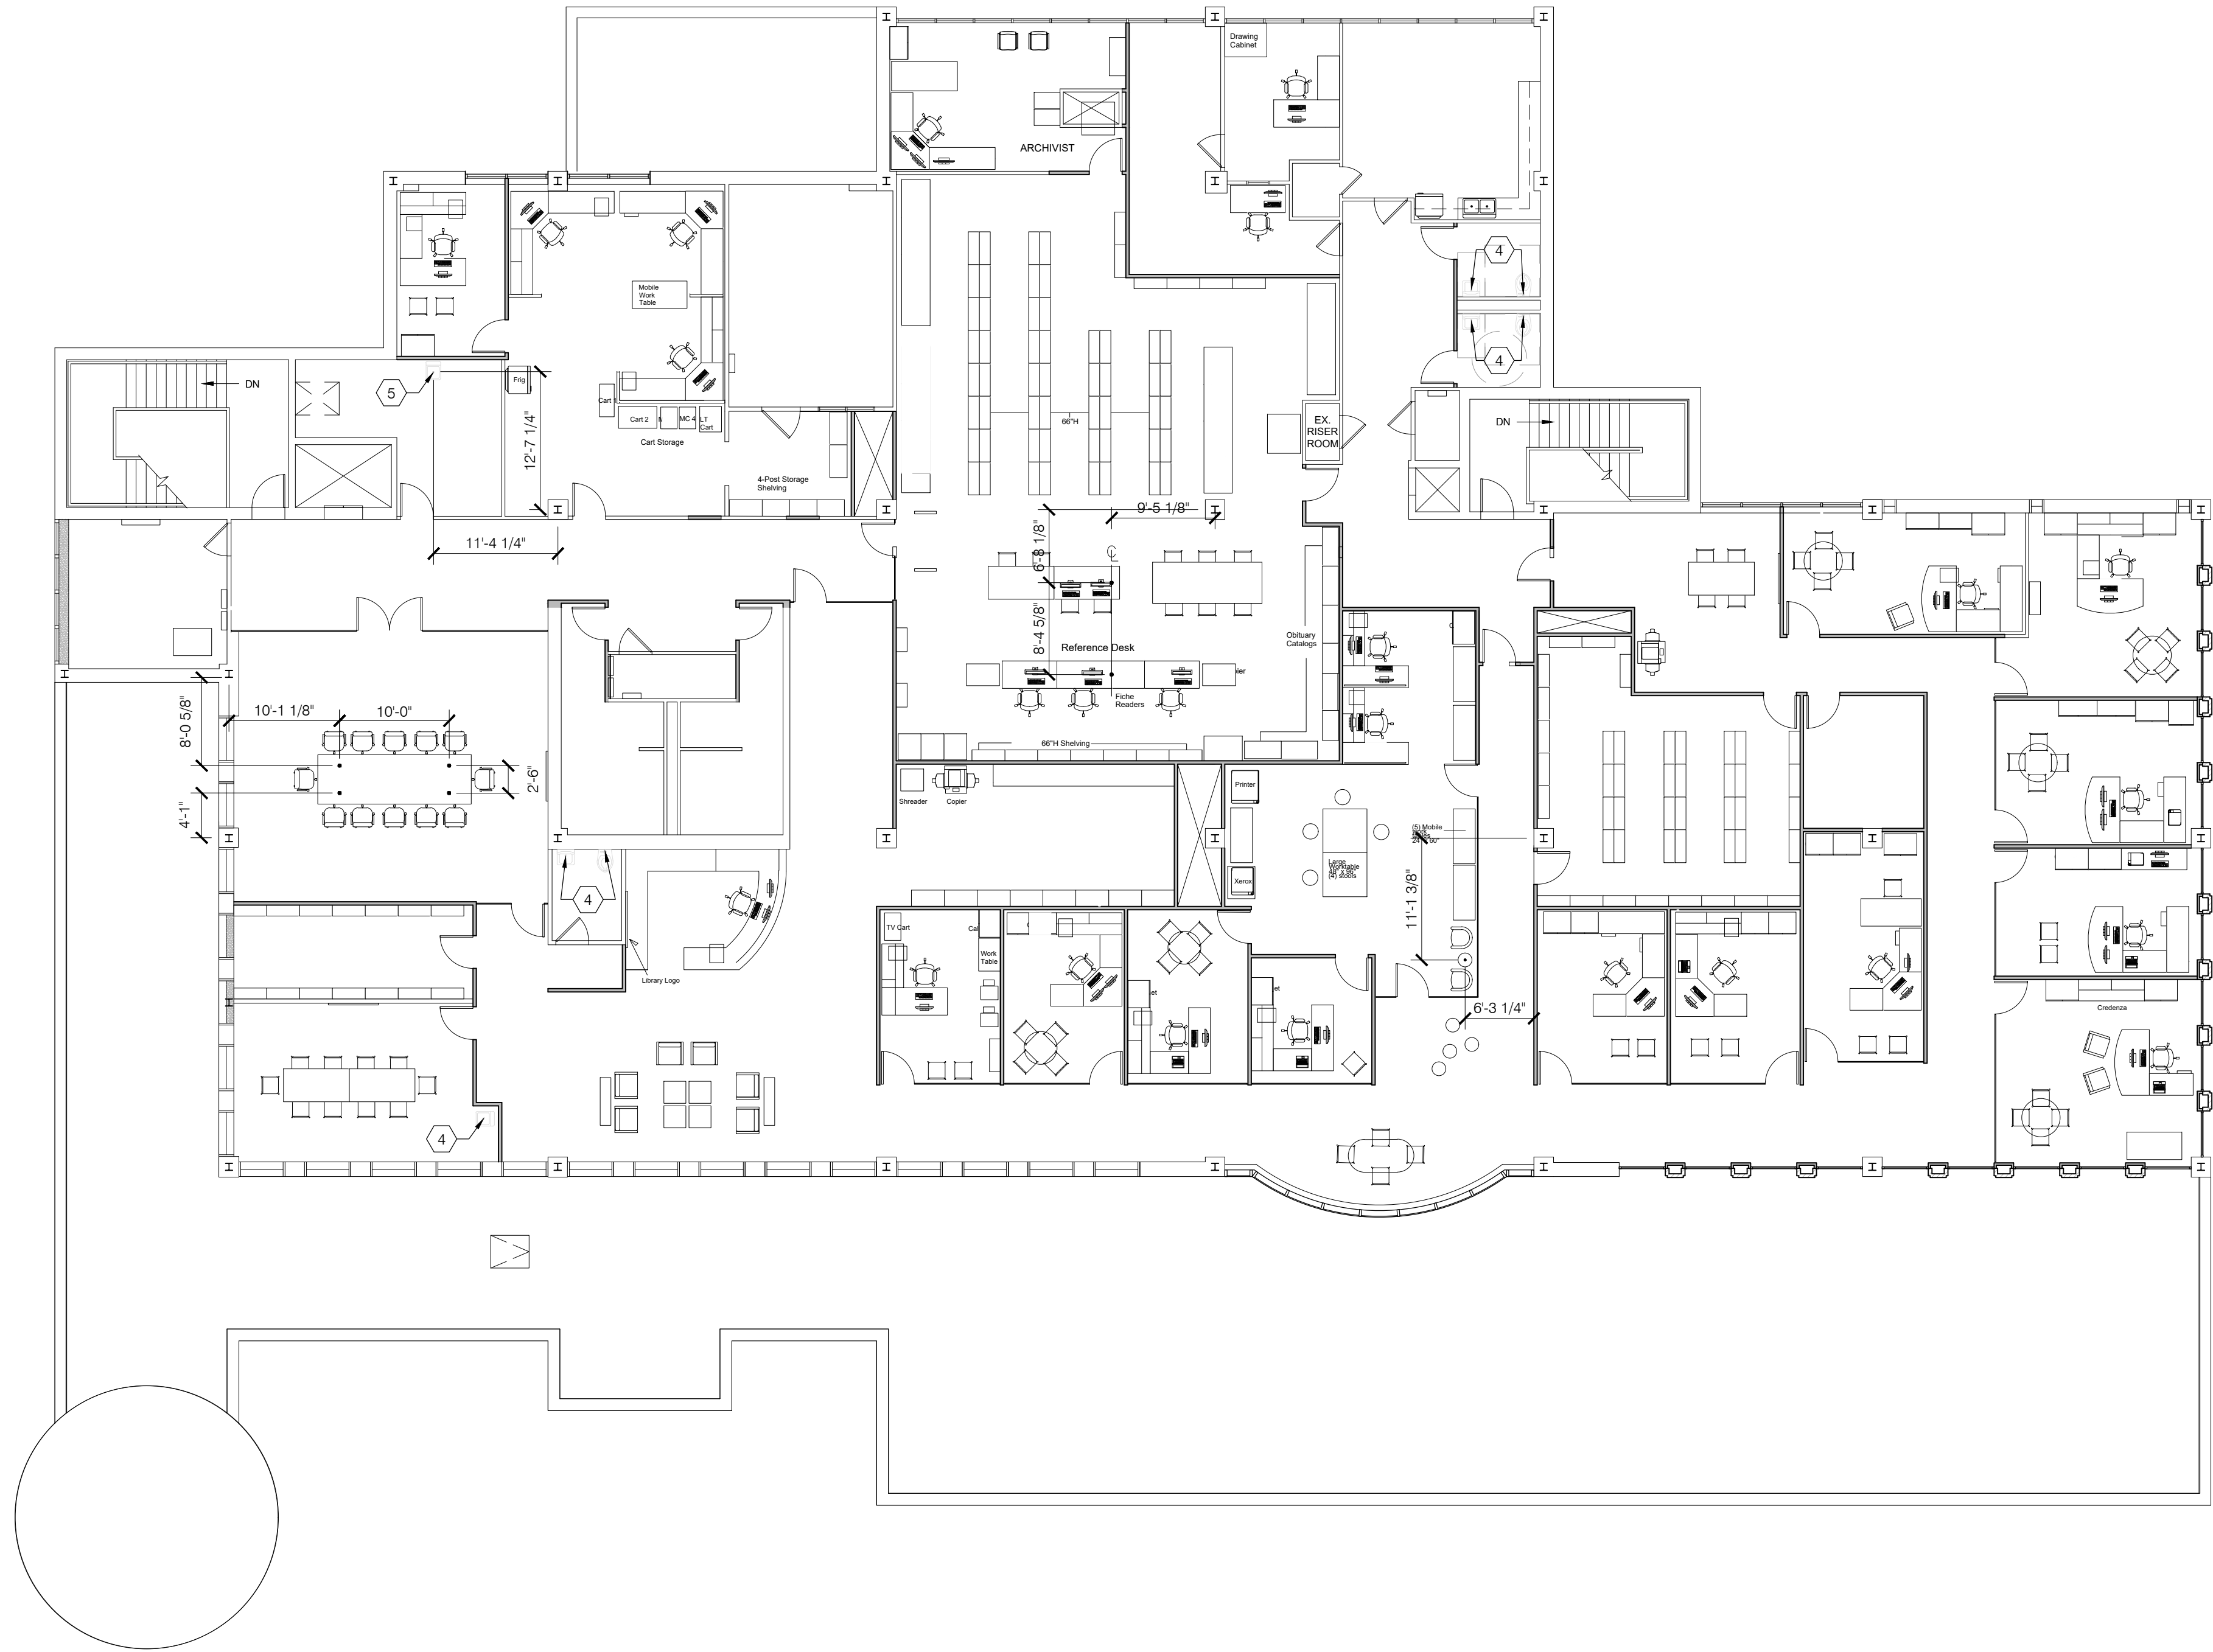 Drawing
Cabinet
ARCHIVIST
4
Mobile
Work
Table
4
DN
5
Frig
Cart 1
12'-7 1/4"
Cart 2
MC 4
LT
Cart
Cart Storage
66"H
EX.
RISER
ROOM
DN
4-Post Storage
Shelving
9'-5 1/8"
11'-4 1/4"
6'-8 1/8"
8'-4 5/8"
Reference Desk
Obituary
Catalogs
Fiche
Readers
10'-1 1/8"
10'-0"
8'-0 5/8"
4'-1"
2'-6"
66"H Shelving
Shreader
Copier
Printer
(5) Mobile
Large
Worktable
48" x 96"
(4) stools
Xerox
11'-1 3/8"
4
TV Cart
Work
Table
Library Logo
6'-3 1/4"
Credenza
4